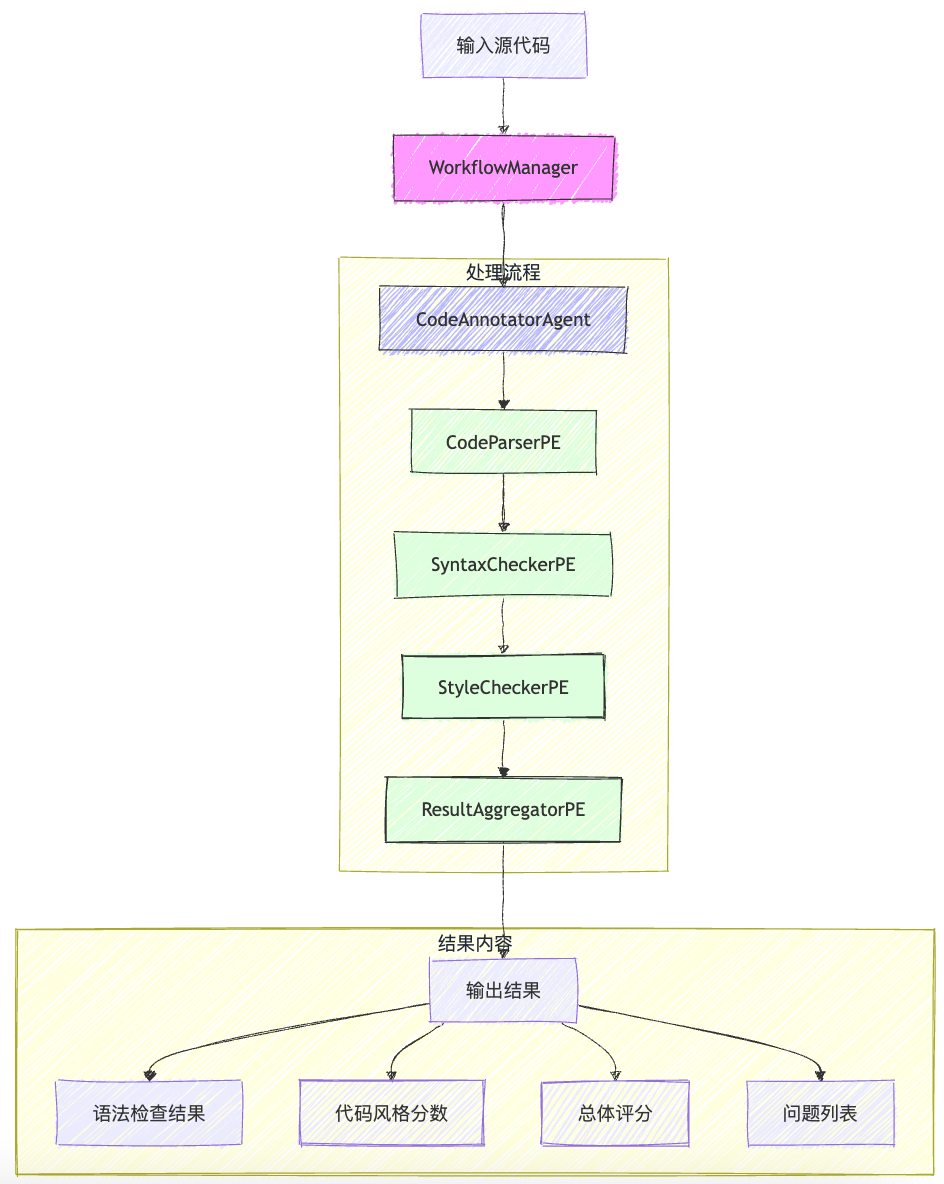 输入源代码
WorkflowManager
处理流程
CodeAnnotatorAgent
CodeParserPE
SyntaxCheckerPE
StyleCheckerPE
ResultAggregatorPE
结果内容
输出结果
语法检查结果
代码风格分数
总体评分
问题列表